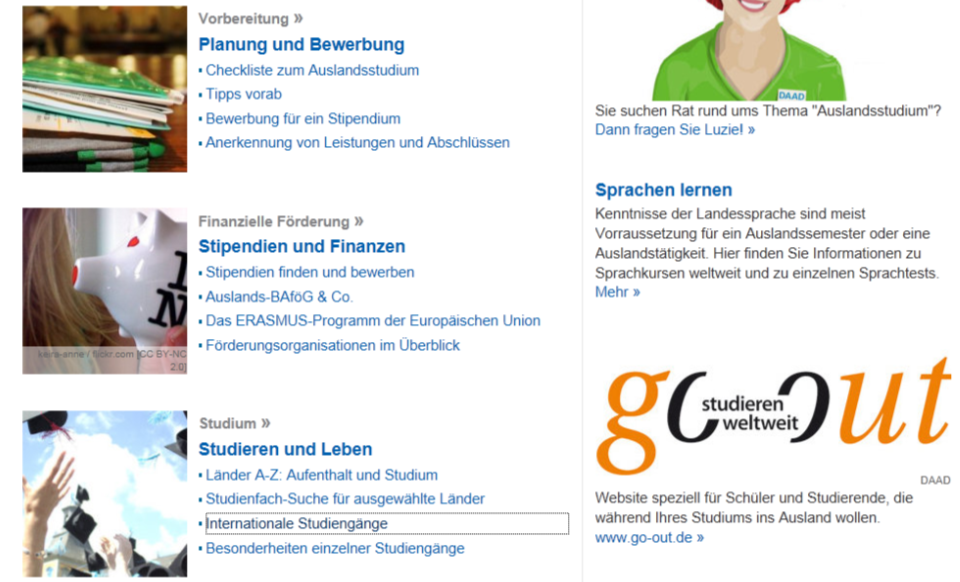 Vorbereitung »
Planung und Bewerbung
Checkliste zum Auslandsstudium
Tipps vorab
Bewerbung für ein Stipendium
Anerkennung von Leistungen und Abschlüssen
Finanzielle Förderung »
Stipendien und Finanzen
Stipendien finden und bewerben
Auslands-BAföG & Co.
Das ERASMUS-Programm der Europäischen Union
Förderungsorganisationen im Überblick
keira-anne / flickr.com [CC BY-NC
2.0]
Studium »
Studieren und Leben
Länder A-Z: Aufenthalt und Studium
Studienfach-Suche für ausgewählte Länder
Internationale Studiengänge
Besonderheiten einzelner Studiengänge
DAAD
Sie suchen Rat rund ums Thema "Auslandsstudium"?
Dann fragen Sie Luzie! »
Sprachen lernen
Kenntnisse der Landessprache sind meist
Vorraussetzung für ein Auslandssemester oder eine
Auslandstätigkeit. Hier finden Sie Informationen zu
Sprachkursen weltweit und zu einzelnen Sprachtests.
Mehr »
go out
studieren
weltweit
DAAD
Website speziell für Schüler und Studierende, die
während Ihres Studiums ins Ausland wollen.
www.go-out.de »